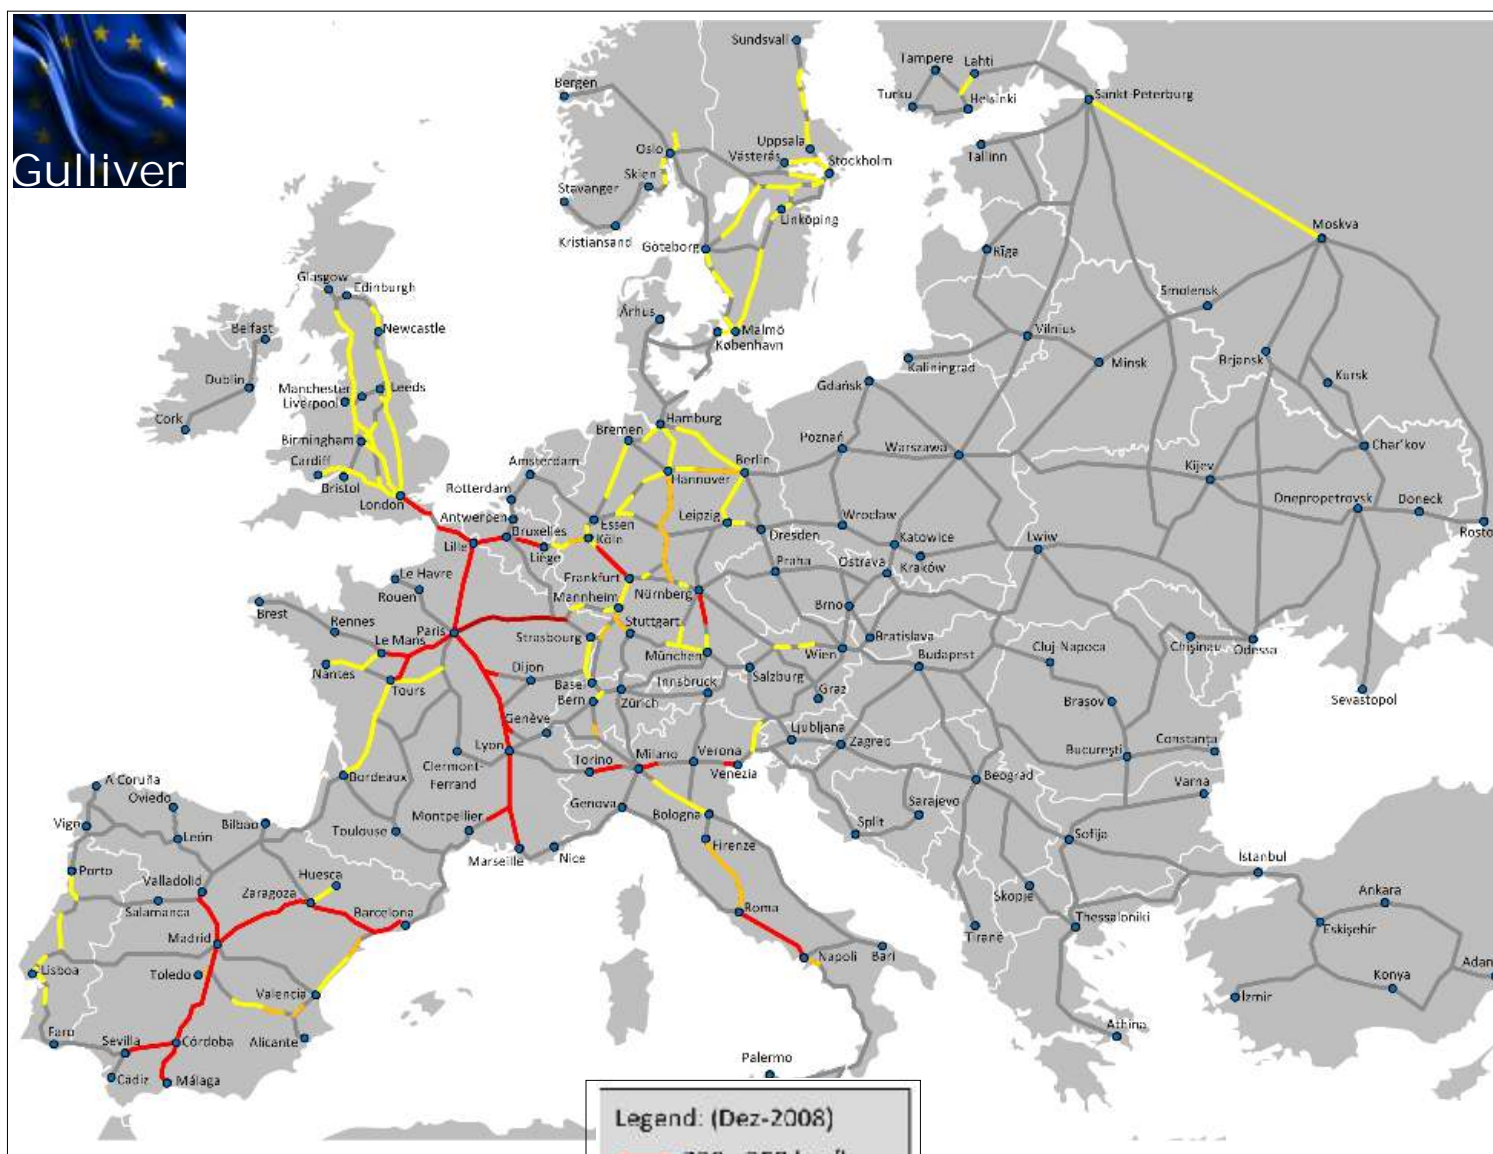 Gulliver
Sundsvall
Tampere
Lahti
Bergen
Turku
Helsinki
Sankt-Peterburg
Oslo
Uppsala
Västerås
Stockholm
Tallinn
Skien
Stavanger
Linköping
Kristiansand
Göteborg
Moskva
Rīga
Glasgow
Edinburgh
Smolensk
Belfast
Newcastle
Århus
Malmö
København
Vilnius
Minsk
Brjansk
Kaliningrad
Dublin
Manchester
Leeds
Liverpool
Gdańsk
Kursk
Cork
Birmingham
Hamburg
Bremen
Poznań
Warszawa
Char'kov
Cardiff
Bristol
London
Amsterdam
Berlin
Hannover
Kijev
Rotterdam
Antwerpen
Bruxelles
Essen
Leipzig
Wrocław
Dnepropetrovsk
Doneck
Lille
Liège
Köln
Dresden
Katowice
Lwiw
Rosto
Le Havre
Rouen
Frankfurt
Nürnberg
Praha
Ostrava
Kraków
Brest
Rennes
Mannheim
Brno
Le Mans
Paris
Strasbourg
Stuttgart
Bratislava
Chişinau
Odessa
Nantes
Tours
Dijon
München
Wien
Budapest
Cluj-Napoca
Basel
Bern
Zürich
Innsbruck
Salzburg
Graz
Sevastopol
Genève
Braşov
Lyon
Ljubljana
Zagreb
Bucureşti
Constanţa
Clermont-
Ferrand
Torino
Milano
Verona
Venezia
Bordeaux
Beograd
Varna
A Coruña
Oviedo
Genova
Bologna
Sarajevo
Vigo
León
Bilbao
Toulouse
Montpellier
Split
Sofija
Marseille
Nice
Firenze
Istanbul
Porto
Valladolid
Huesca
Zaragoza
Skopje
Ankara
Salamanca
Barcelona
Roma
Thessaloniki
Eskişehir
Madrid
Tiranë
Lisboa
Toledo
Napoli
Bari
Konya
Adan
Valencia
İzmir
Faro
Sevilla
Córdoba
Alicante
Athina
Cádiz
Málaga
Palermo
Legend: (Dez-2008)